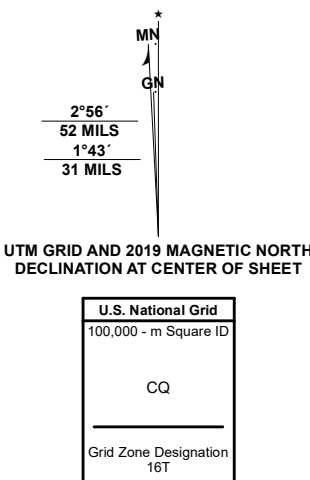 MN
GN
2°56´
52 MILS
1°43´
31 MILS
UTM GRID AND 2019 MAGNETIC NORTH
DECLINATION AT CENTER OF SHEET
U.S. National Grid
100,000 - m Square ID
CQ
Grid Zone Designation
16T